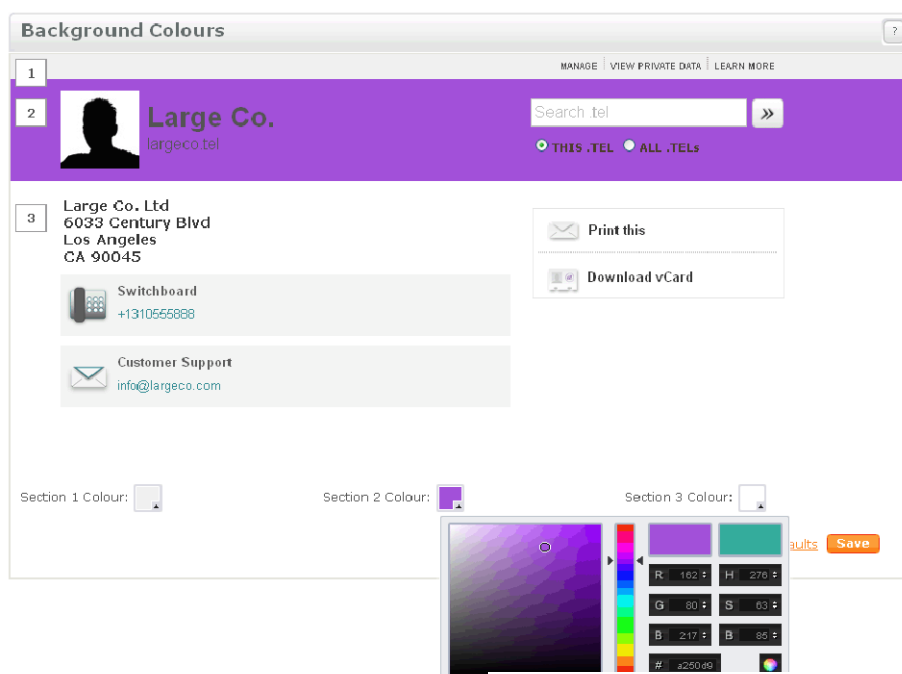 Background Colours
?
1
MANAGE VIEW PRIVATE DATA LEARN MORE
2
Large Co.
largeco.tel
Search .tel
»
THIS .TEL ALL .TELs
3
Large Co. Ltd
6033 Century Blvd
Los Angeles
CA 90045
Print this
Download vCard
Switchboard
+1310555888
Customer Support
info@largeco.com
Section 1 Colour: Section 2 Colour: Section 3 Colour:
aults Save
R 162 H 276
G 80 S 63
B 217 B 85
# a250d9